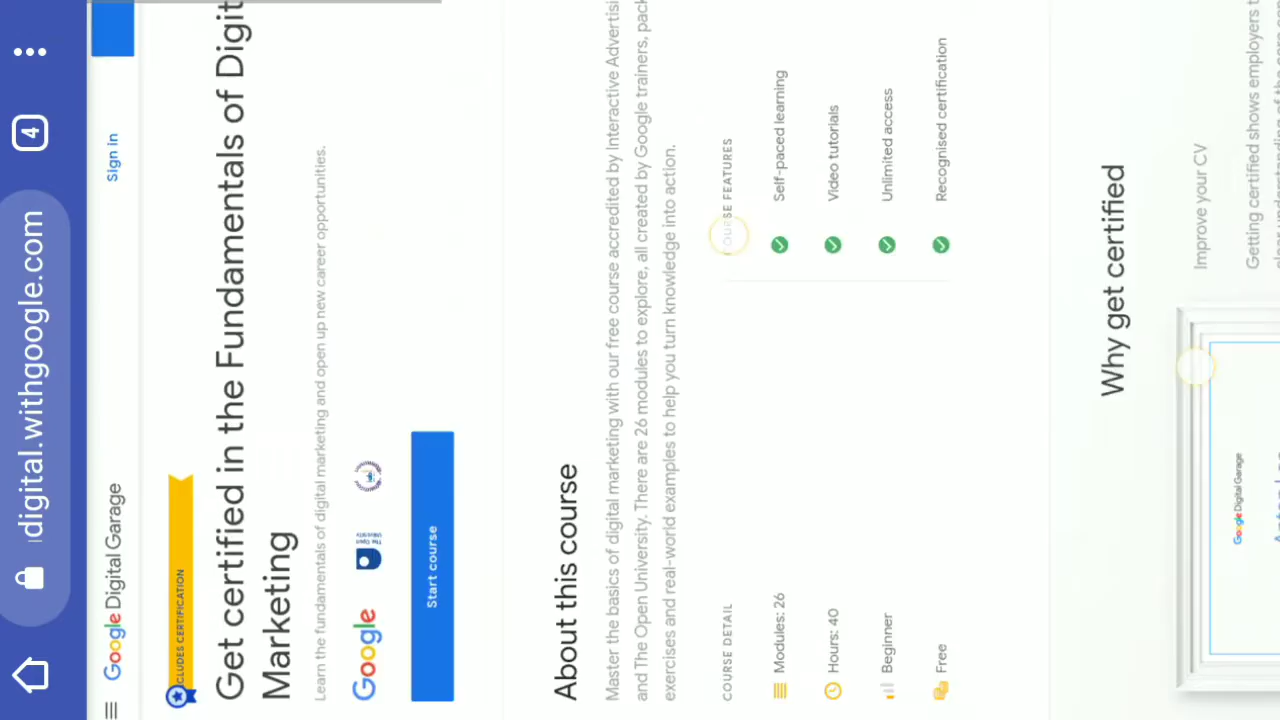 digital.withgoogle.com
4
Google Digital Garage
Sign in
CLUDES CERTIFICATION
Get certified in the Fundamentals of Digit
Marketing
Learn the fundamentals of digital marketing and open up new career opportunities.
Google
The Open University
Start course
About this course
Master the basics of digital marketing with our free course accredited by Interactive Advertisi
and The Open University. There are 26 modules to explore, all created by Google trainers, pack
exercises and real-world examples to help you turn knowledge into action.
COURSE DETAIL
Modules: 26
Hours: 40
Beginner
Free
COURSE FEATURES
Self-paced learning
Video tutorials
Unlimited access
Recognised certification
Why get certified
Google Digital Garage
Improve your CV
Getting certified shows employers t